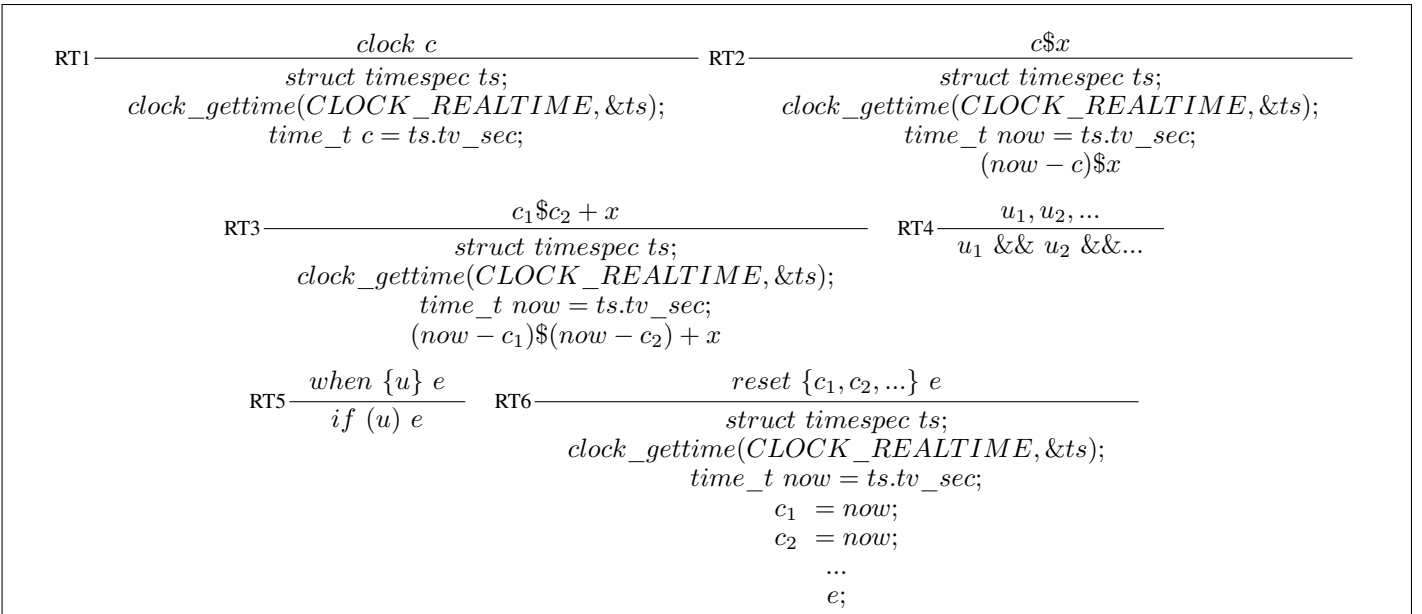 RT1 clock c
struct timespec ts;
clock_gettime(CLOCK_REALTIME, &ts);
time_t c = ts.tv_sec;
RT2 c$x
struct timespec ts;
clock_gettime(CLOCK_REALTIME, &ts);
time_t now = ts.tv_sec;
(now − c)$x
RT3 c₁$c₂ + x
struct timespec ts;
clock_gettime(CLOCK_REALTIME, &ts);
time_t now = ts.tv_sec;
(now − c₁)$(now − c₂) + x
RT4 u₁, u₂, ...
u₁ && u₂ &&...
RT5 when {u} e
if (u) e
RT6 reset {c₁, c₂, ...} e
struct timespec ts;
clock_gettime(CLOCK_REALTIME, &ts);
time_t now = ts.tv_sec;
c₁ = now;
c₂ = now;
...
e;